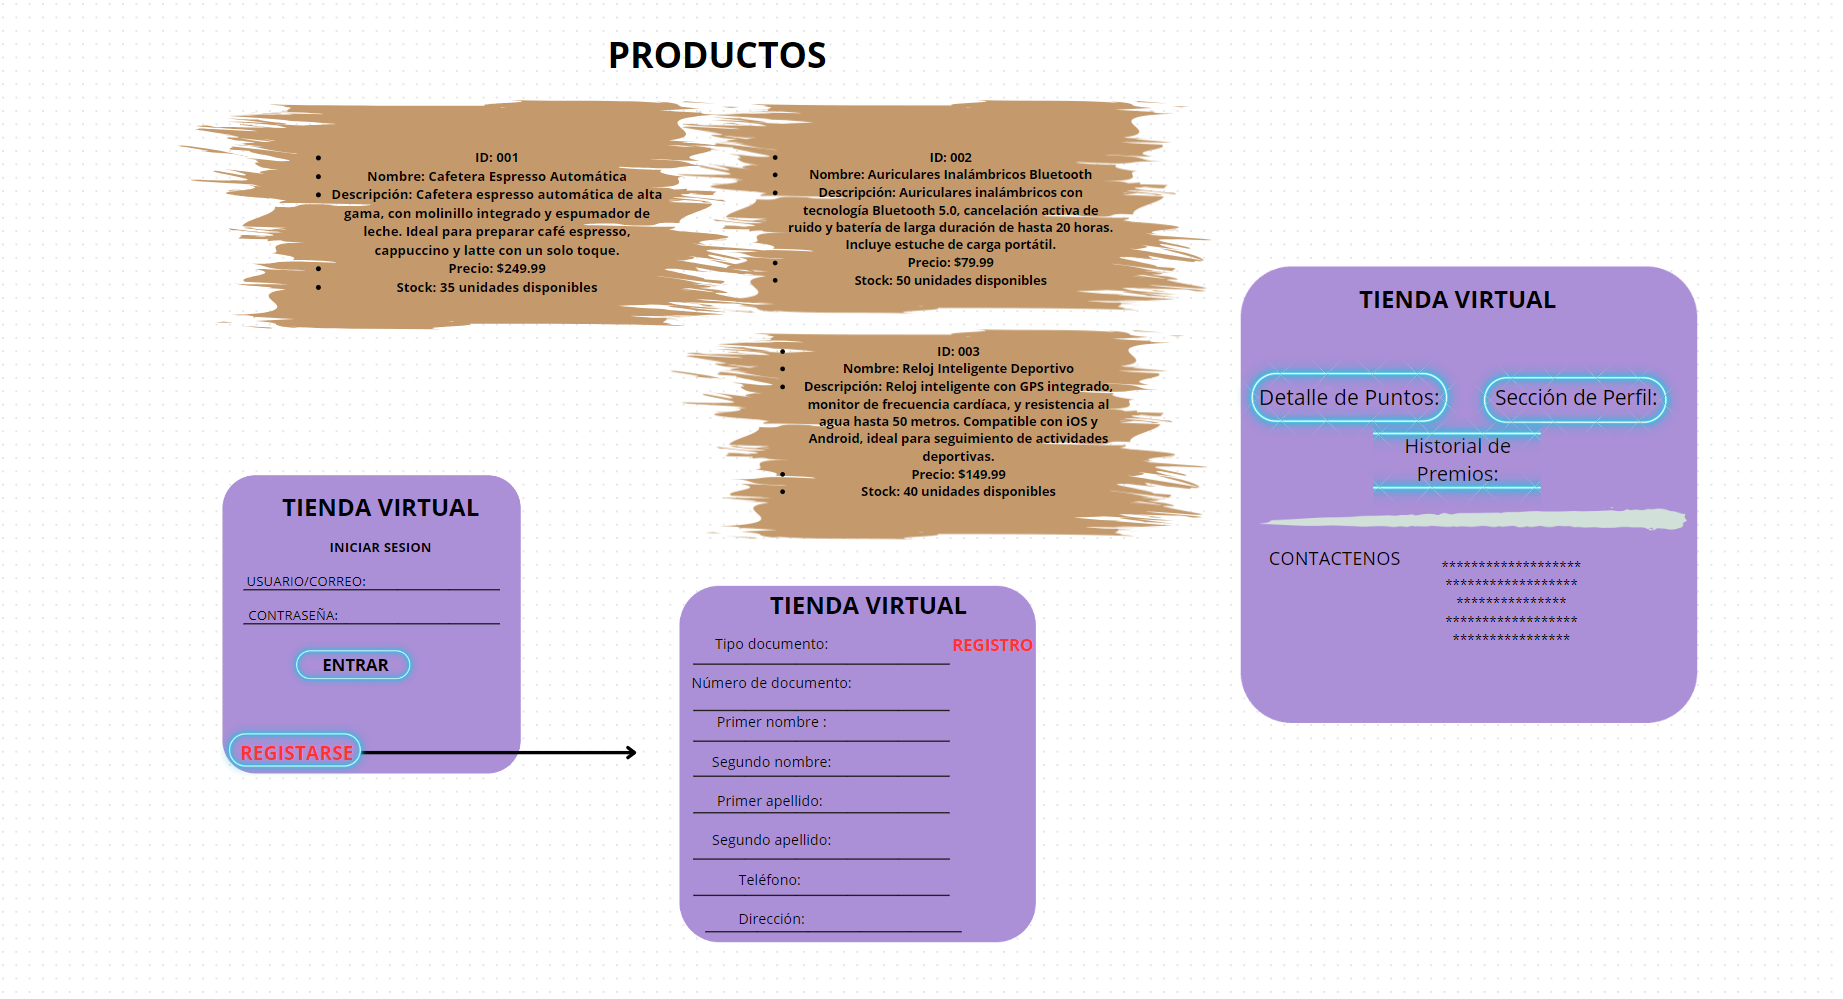 PRODUCTOS
• ID: 001
• Nombre: Cafetera Espresso Automática
• Descripción: Cafetera espresso automática de alta
gama, con molinillo integrado y espumador de
leche. Ideal para preparar café espresso,
cappuccino y latte con un solo toque.
• Precio: $249.99
• Stock: 35 unidades disponibles
• ID: 002
• Nombre: Auriculares Inalámbricos Bluetooth
• Descripción: Auriculares inalámbricos con
tecnología Bluetooth 5.0, cancelación activa de
ruido y batería de larga duración de hasta 20 horas.
Incluye estuche de carga portátil.
• Precio: $79.99
• Stock: 50 unidades disponibles
• ID: 003
• Nombre: Reloj Inteligente Deportivo
• Descripción: Reloj inteligente con GPS integrado,
monitor de frecuencia cardíaca, y resistencia al
agua hasta 50 metros. Compatible con iOS y
Android, ideal para seguimiento de actividades
deportivas.
• Precio: $149.99
• Stock: 40 unidades disponibles
TIENDA VIRTUAL
INICIAR SESION
USUARIO/CORREO:
CONTRASEÑA:
ENTRAR
REGISTARSE
TIENDA VIRTUAL
REGISTRO
Tipo documento:
Número de documento:
Primer nombre :
Segundo nombre:
Primer apellido:
Segundo apellido:
Teléfono:
Dirección:
TIENDA VIRTUAL
Detalle de Puntos:
Sección de Perfil:
Historial de
Premios:
CONTACTENOS
*******************
******************
***************
******************
****************